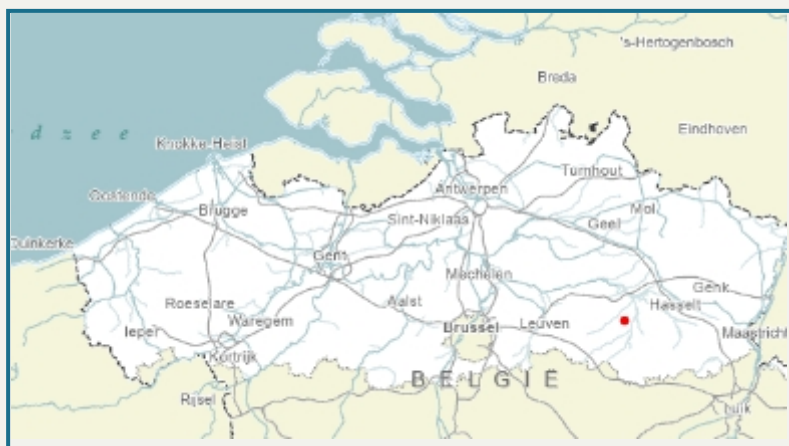 's-Hertogenbosch
Breda
Eindhoven
d z e e
Knokke-Heist
Turnhout
Oostende
Antwerpen
Mol
Brugge
Sint-Niklaas
Geel
Duinkerke
Gent
Mechelen
Genk
Roeselare
Aalst
Hasselt
Ieper
Waregem
Brussel
Leuven
Maastricht
Kortrijk
BELGIË
Rijsel
Luik